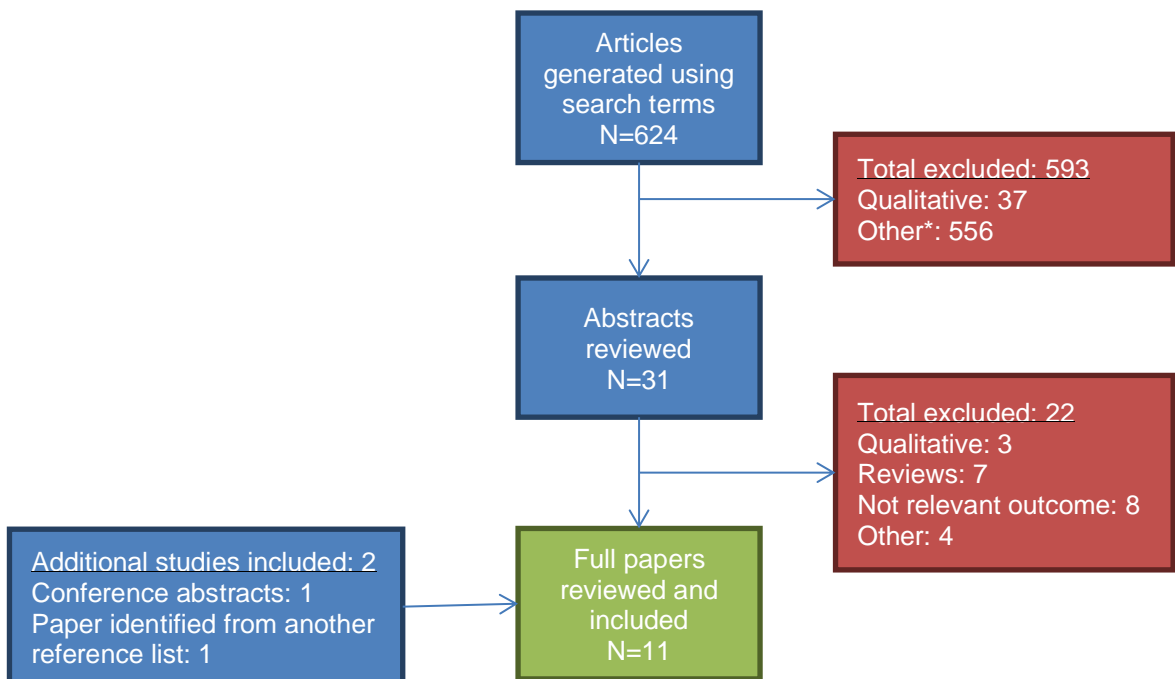 Articles
generated using
search terms
N=624
Total excluded: 593
Qualitative: 37
Other*: 556
Abstracts
reviewed
N=31
Total excluded: 22
Qualitative: 3
Reviews: 7
Not relevant outcome: 8
Other: 4
Additional studies included: 2
Conference abstracts: 1
Paper identified from another
reference list: 1
Full papers
reviewed and
included
N=11